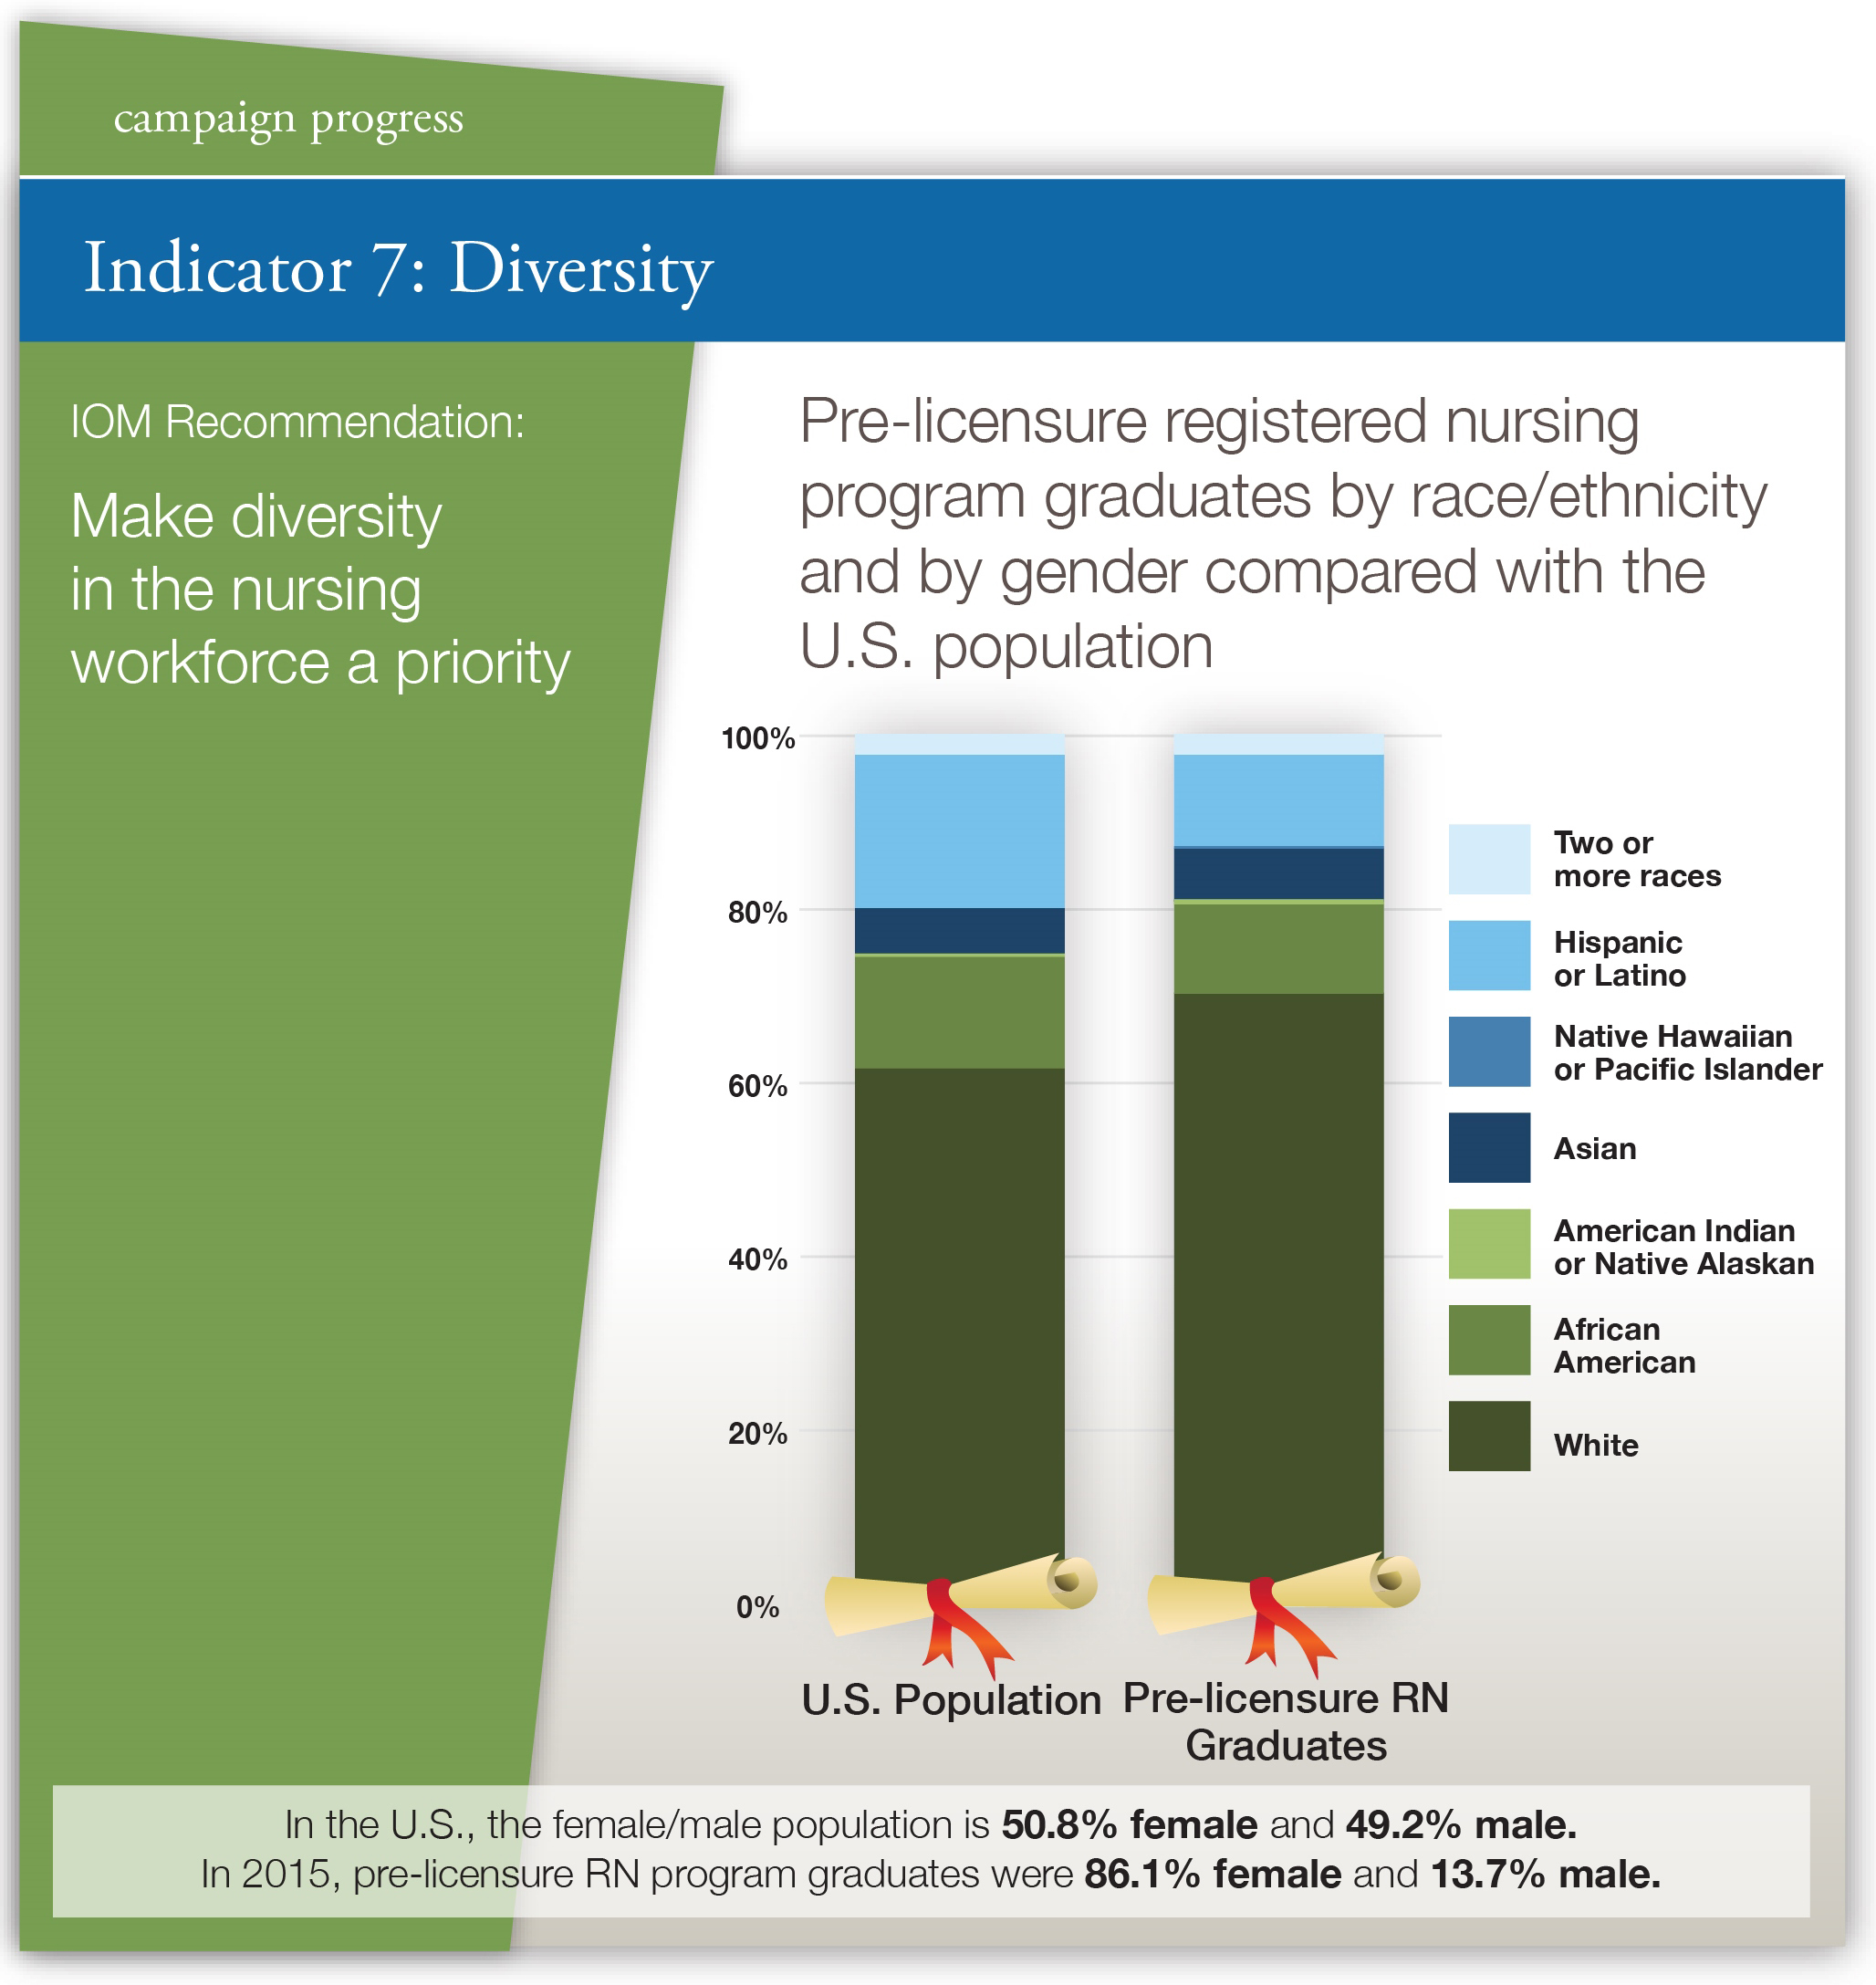 campaign progress
Indicator 7: Diversity
IOM Recommendation:
Make diversity
in the nursing
workforce a priority
Pre-licensure registered nursing
program graduates by race/ethnicity
and by gender compared with the
U.S. population
100%
80%
60%
40%
20%
0%
Two or
more races
Hispanic
or Latino
Native Hawaiian
or Pacific Islander
Asian
American Indian
or Native Alaskan
African
American
White
U.S. Population
Pre-licensure RN
Graduates
In the U.S., the female/male population is 50.8% female and 49.2% male.
In 2015, pre-licensure RN program graduates were 86.1% female and 13.7% male.